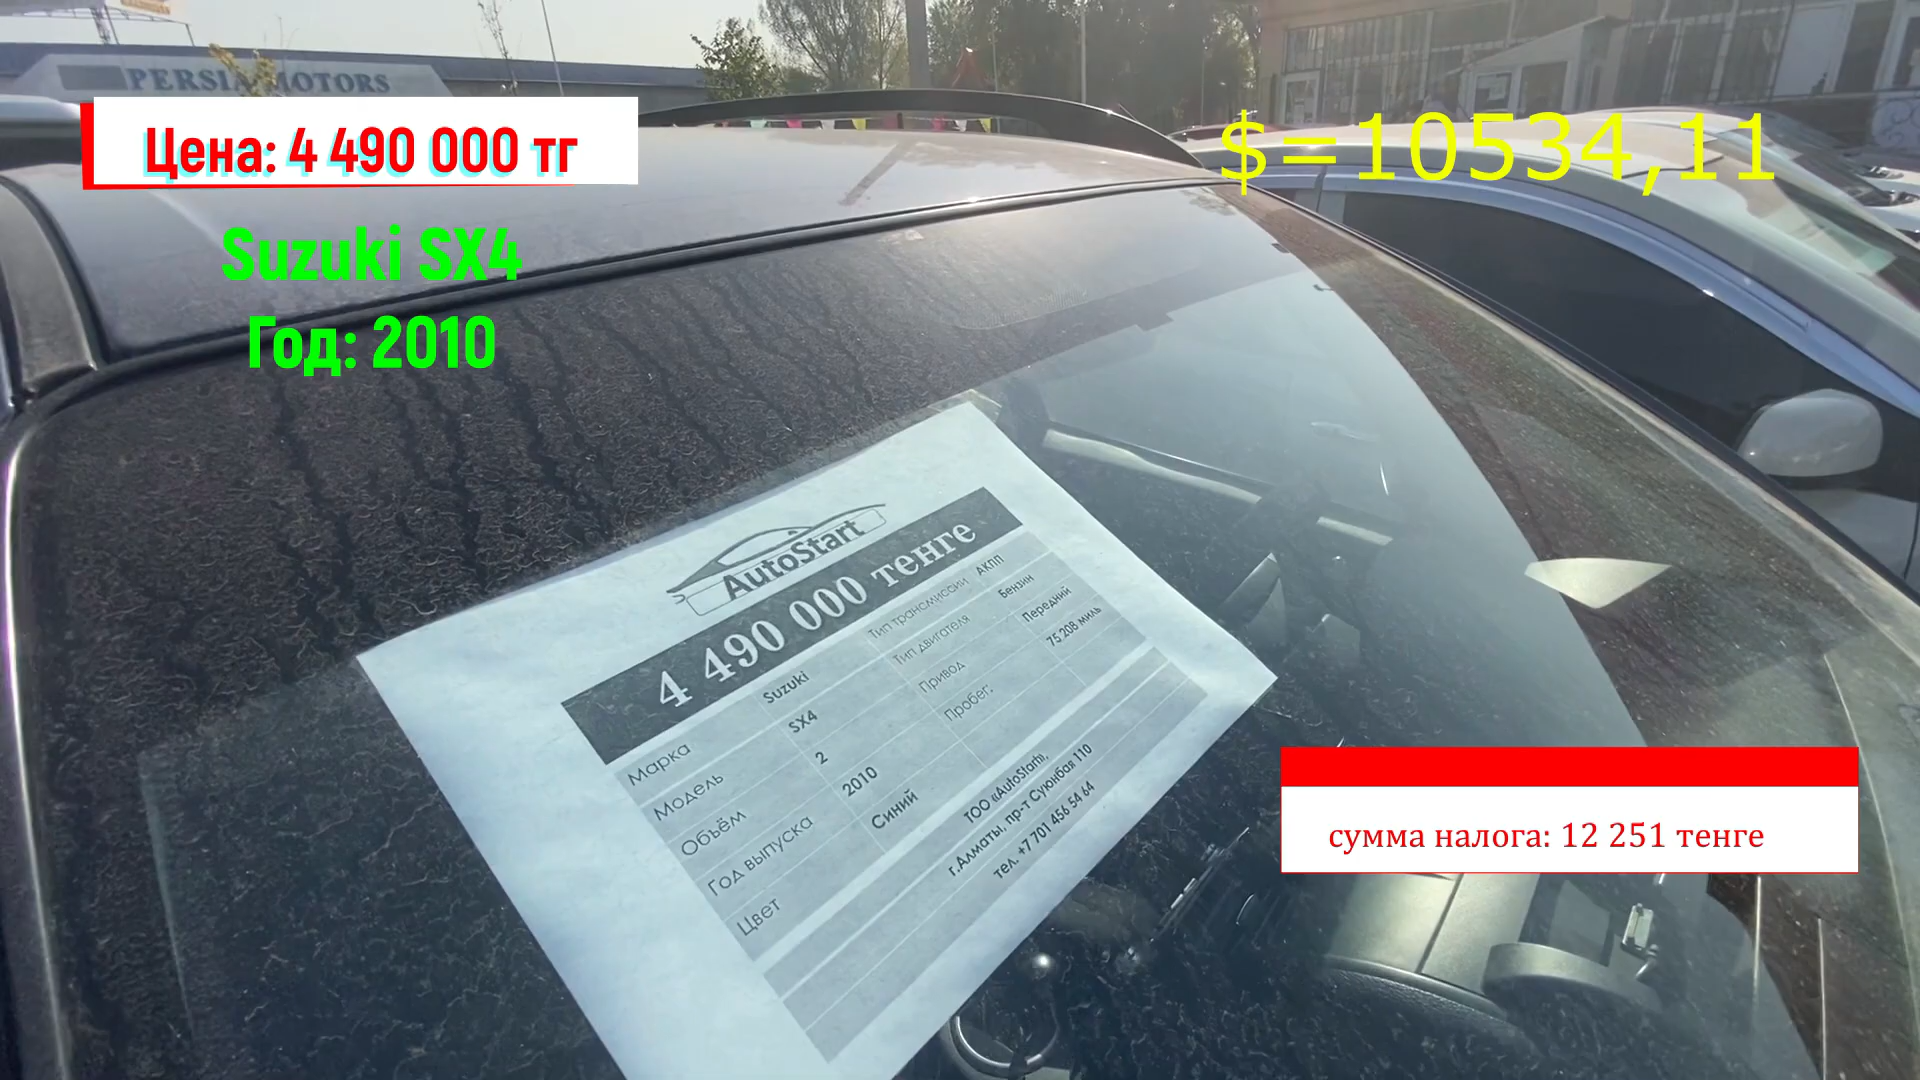 PERSIA MOTORS
Цена: 4 490 000 тг
$=10534,11
Suzuki SX4
Год: 2010
AutoStart
4 490 000 тенге
Марка Suzuki Тип трансмиссии АКПП
Модель SX4 Тип двигателя Бензин
Объём 2 Привод Передний
Год выпуска 2010 Пробег: 75 208 миль
Цвет Синий
ТОО «AutoStart»,
г.Алматы, пр-т Суюнбая 110
тел. +7 701 456 54 64
сумма налога: 12 251 тенге